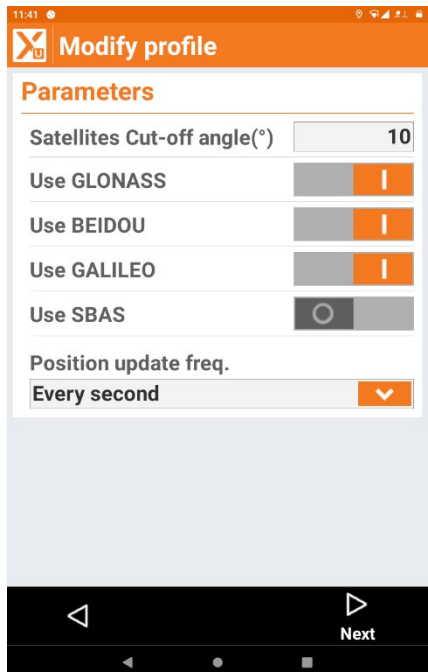 11:41
Xu Modify profile
Parameters
Satellites Cut-off angle(°) 10
Use GLONASS
Use BEIDOU
Use GALILEO
Use SBAS
Position update freq.
Every second
Next